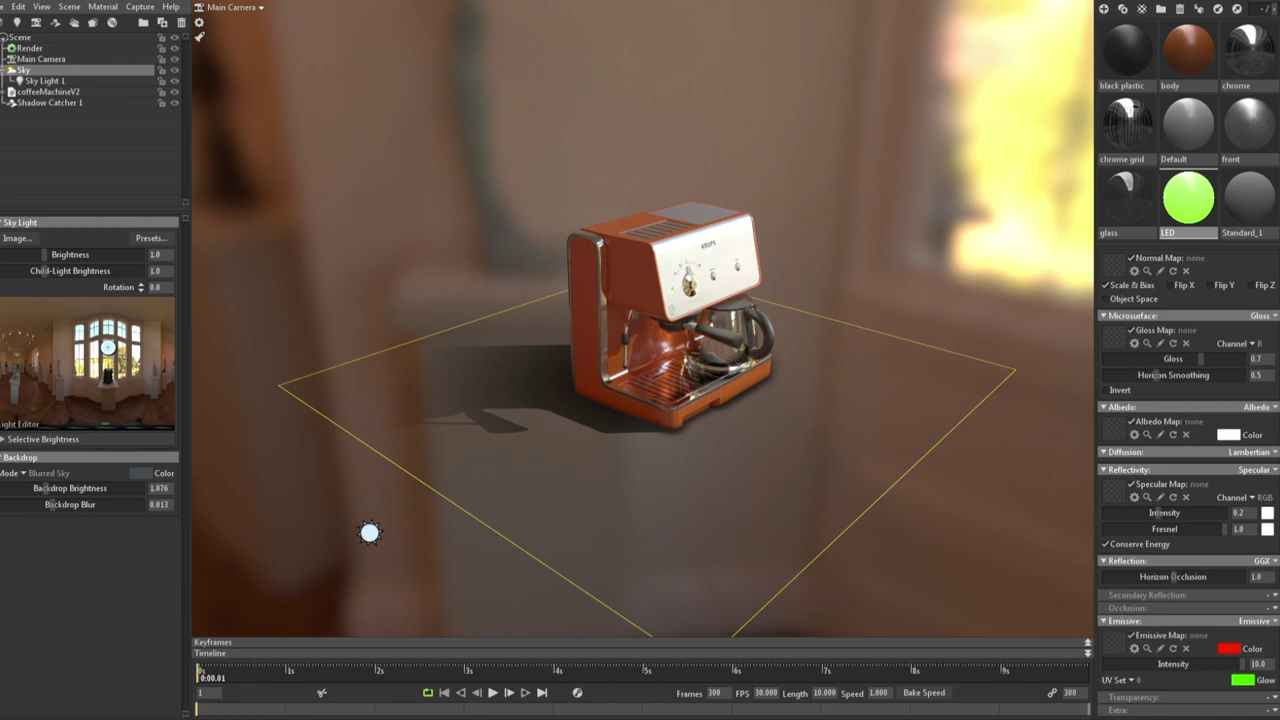 Edit View Scene Material Capture Help
Main Camera
Scene
Render
Main Camera
Sky
Sky Light 1
coffeeMachineV2
Shadow Catcher 1
Sky Light
Image... Presets...
Brightness 1.0
Child-Light Brightness 1.0
Rotation 0.0
ight Editor
Selective Brightness
Backdrop
Mode Blurred Sky Color
Backdrop Brightness 1.076
Backdrop Blur 0.013
KRUPS
Keyframes
Timeline
1s 2s 3s 4s 5s 6s 7s 8s 9s
0:00.01
1 Frames 300 FPS 30.000 Length 10.000 Speed 1.000 Bake Speed 300
black plastic body chrome
chrome grid Default front
glass LED Standard_1
Normal Map: none
Scale & Bias Flip X Flip Y Flip Z
Object Space
Microsurface: Gloss
Gloss Map: none
Channel R
Gloss 0.7
Horizon Smoothing 0.5
Invert
Albedo: Albedo
Albedo Map: none
Color
Diffusion: Lambertian
Reflectivity: Specular
Specular Map: none
Channel RGB
Intensity 0.2
Fresnel 1.0
Conserve Energy
Reflection: GGX
Horizon Occlusion 1.0
Secondary Reflection: -
Occlusion: -
Emissive: Emissive
Emissive Map: none
Color
Intensity 10.0
UV Set 0 Glow
Transparency: -
Extra: -